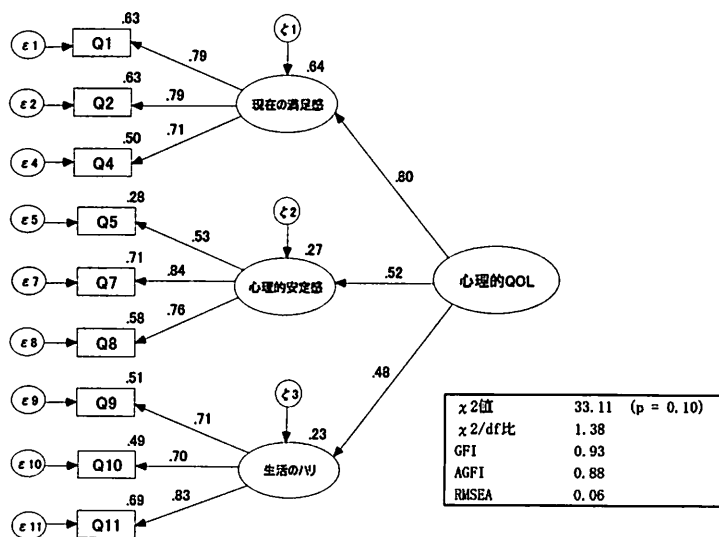 .63
ζ1
ε1 Q1
.79
.64
.63
ε2 Q2
.79
現在の満足感
.50
.71
ε4 Q4
.80
.28
ε5 Q5
ζ2
.53
.27
.71
ε7 Q7
.84
心理的安定感
.52
心理的QOL
.58
.76
ε8 Q8
.48
.51
ε9 Q9
ζ3
.71
.23
.49
ε10 Q10
.70
生活のハリ
.69
.83
ε11 Q11
χ2値 33.11 (p = 0.10)
χ2/df比 1.38
GFI 0.93
AGFI 0.88
RMSEA 0.06